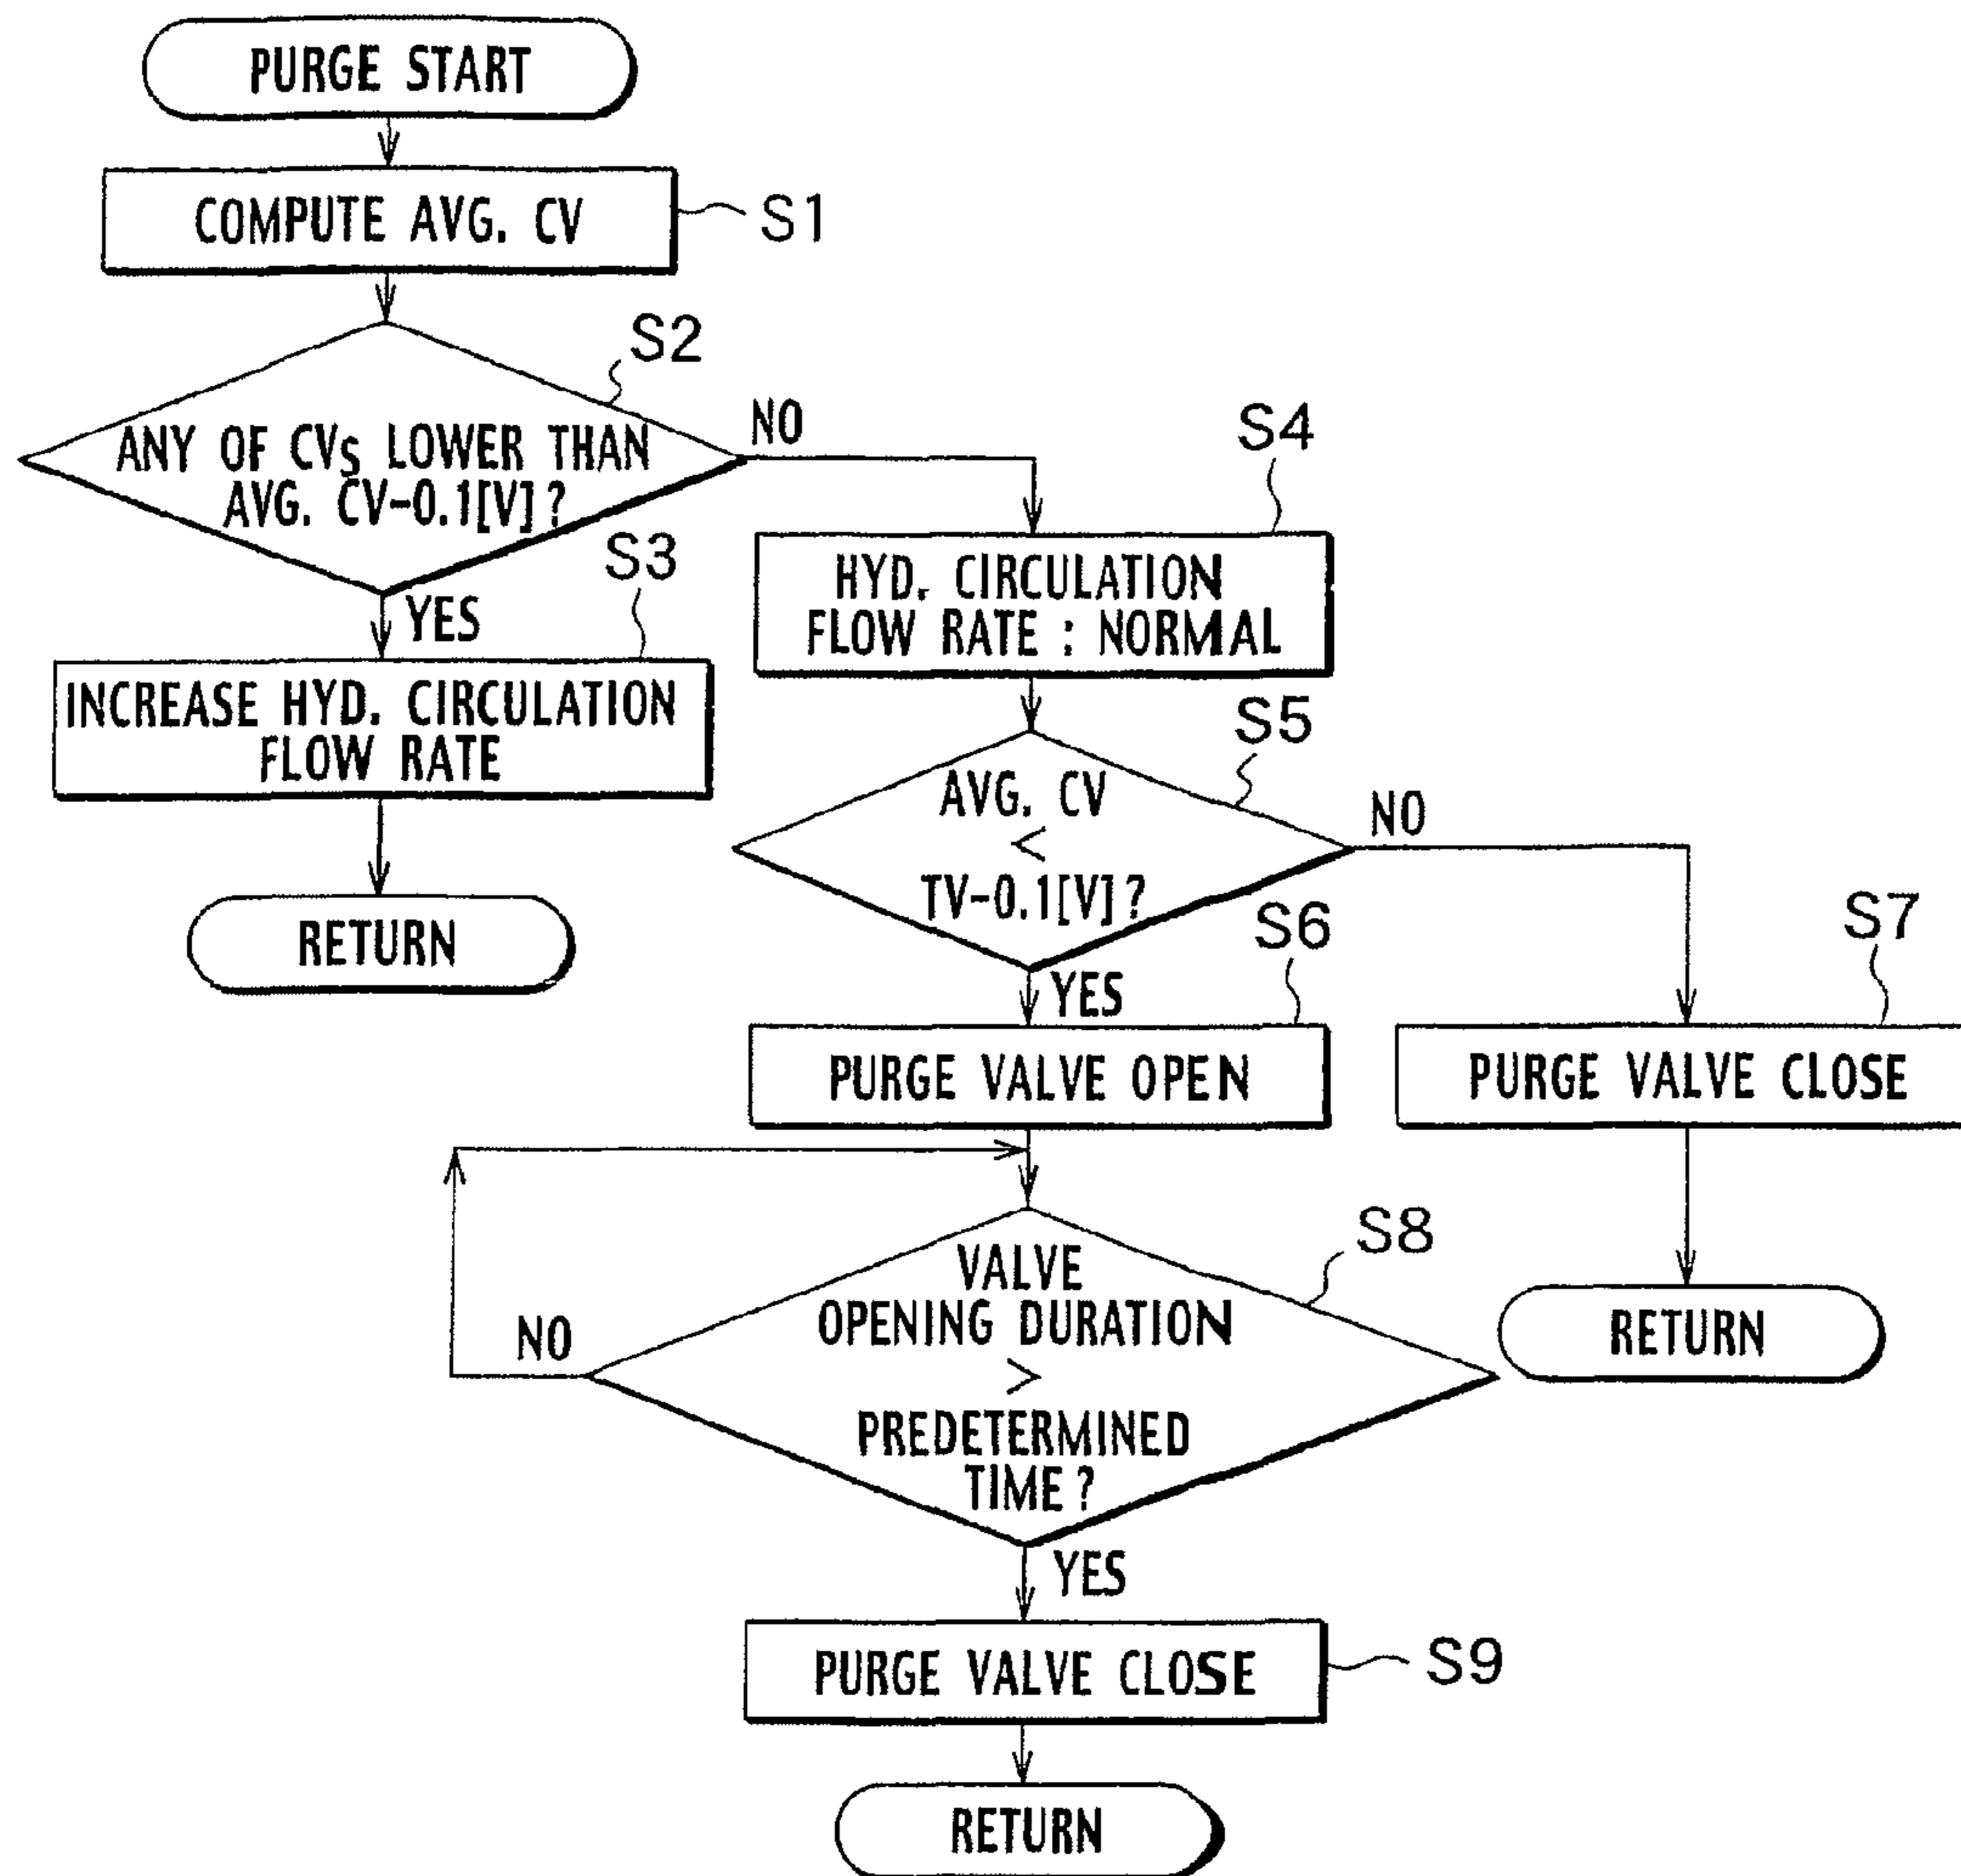 PURGE START
COMPUTE AVG. CV
S1
S2
ANY OF CVs LOWER THAN
AVG. CV-0.1[V]?
NO
YES
S3
INCREASE HYD. CIRCULATION
FLOW RATE
RETURN
S4
HYD. CIRCULATION
FLOW RATE : NORMAL
S5
AVG. CV
<
TV-0.1[V]?
NO
YES
S6
PURGE VALVE OPEN
S7
PURGE VALVE CLOSE
RETURN
S8
VALVE
OPENING DURATION
>
PREDETERMINED
TIME?
NO
YES
PURGE VALVE CLOSE
S9
RETURN